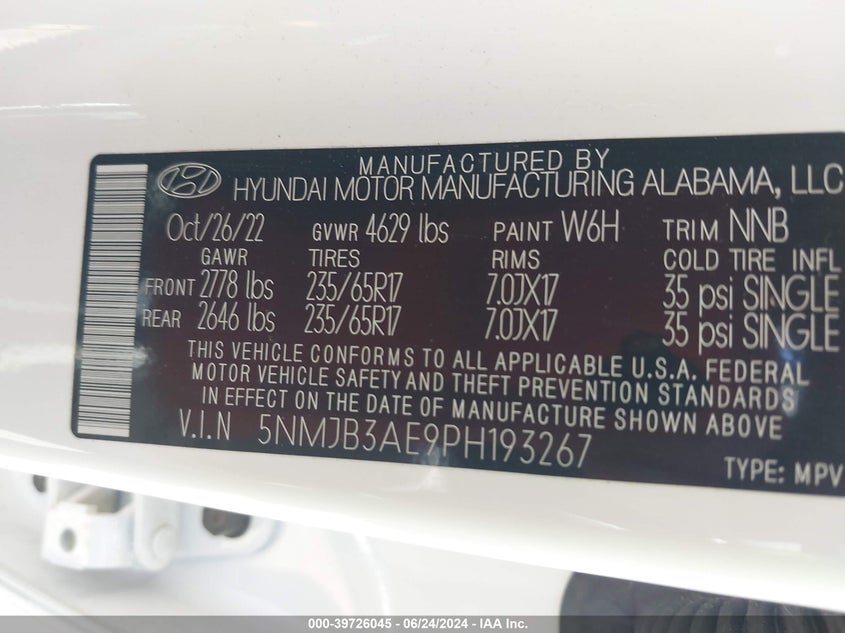 MANUFACTURED BY
HYUNDAI MOTOR MANUFACTURING ALABAMA, LLC
Oct/26/22 GVWR 4629 lbs PAINT W6H TRIM NNB
GAWR TIRES RIMS COLD TIRE INFL
FRONT 2778 lbs 235/65R17 7.0JX17 35 psi SINGLE
REAR 2646 lbs 235/65R17 7.0JX17 35 psi SINGLE
THIS VEHICLE CONFORMS TO ALL APPLICABLE U.S.A. FEDERAL
MOTOR VEHICLE SAFETY AND THEFT PREVENTION STANDARDS
IN EFFECT ON THE DATE OF MANUFACTURE SHOWN ABOVE
V.I.N 5NMJB3AE9PH193267
TYPE: MPV
000-39726045 — 06/24/2024 — IAA Inc.